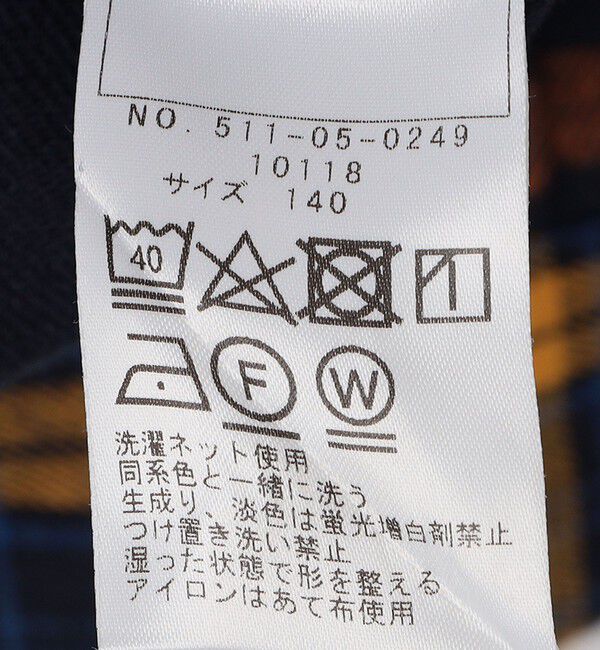 NO. 511-05-0249
10118
サイズ 140
40
F W
洗濯ネット使用
同系色と一緒に洗う
生成り、淡色は蛍光増白剤禁止
つけ置き洗い禁止
湿った状態で形を整える
アイロンはあて布使用